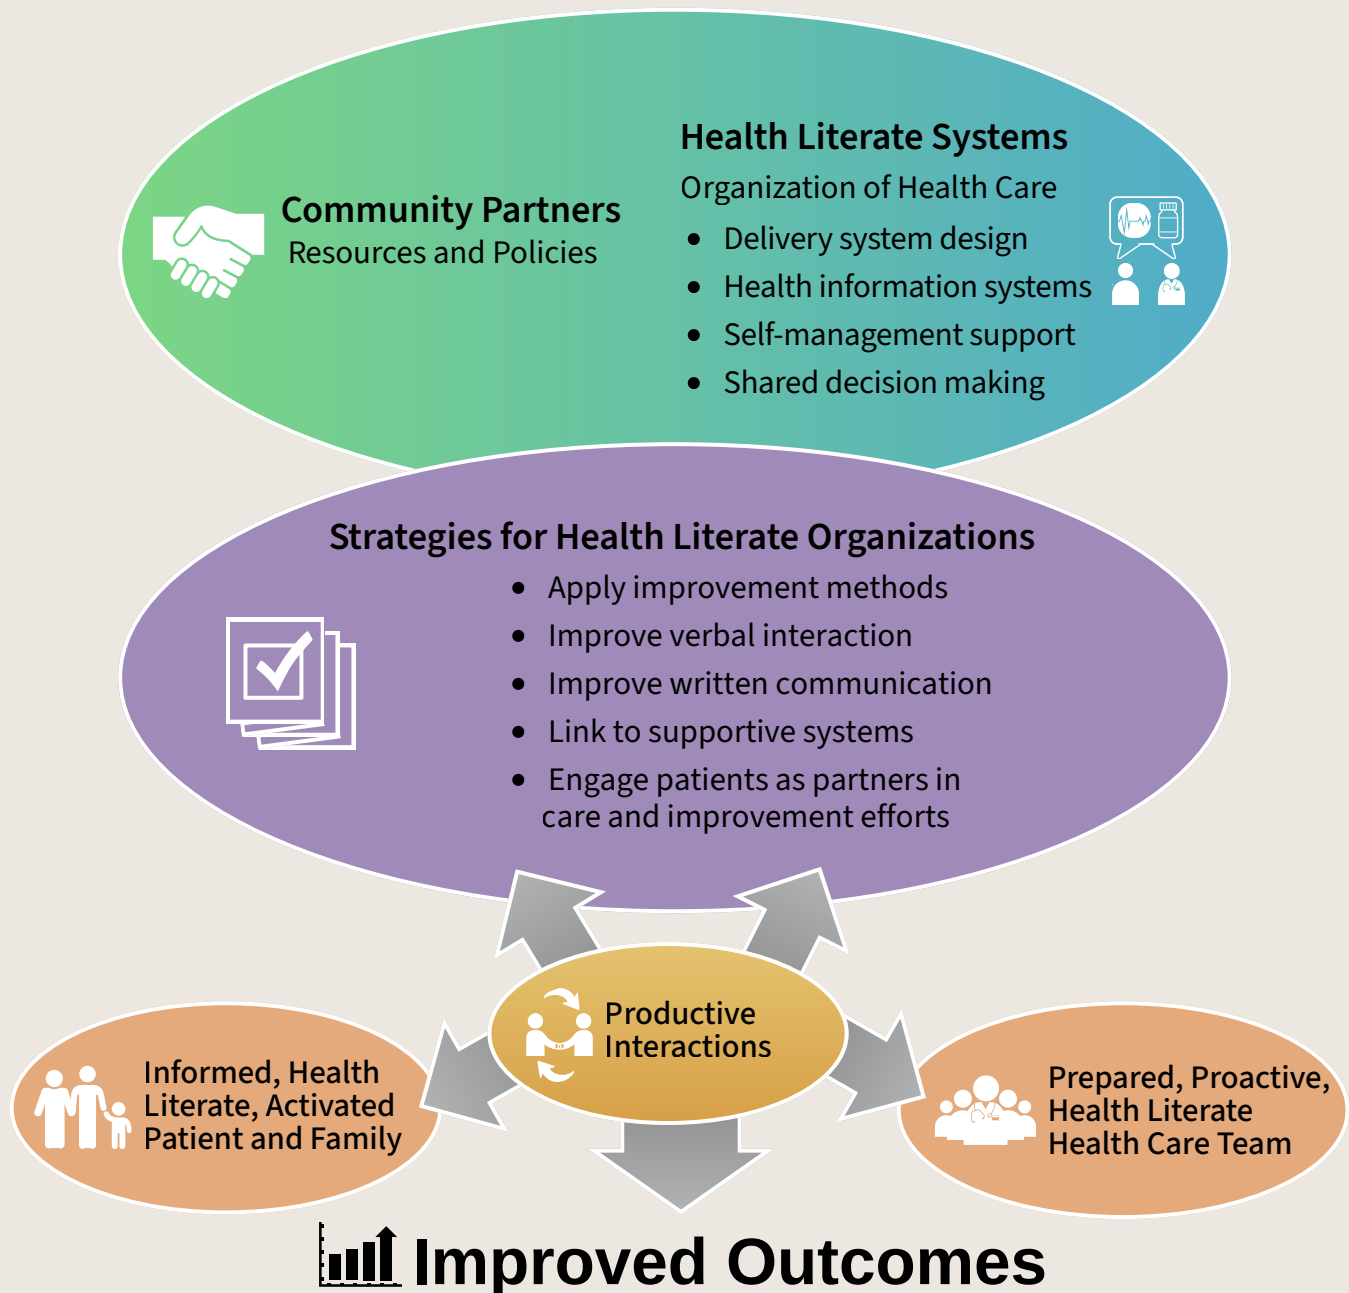 Community Partners
Resources and Policies
Health Literate Systems
Organization of Health Care
• Delivery system design
• Health information systems
• Self-management support
• Shared decision making
Strategies for Health Literate Organizations
• Apply improvement methods
• Improve verbal interaction
• Improve written communication
• Link to supportive systems
• Engage patients as partners in
care and improvement efforts
Productive
Interactions
Informed, Health
Literate, Activated
Patient and Family
Prepared, Proactive,
Health Literate
Health Care Team
Improved Outcomes